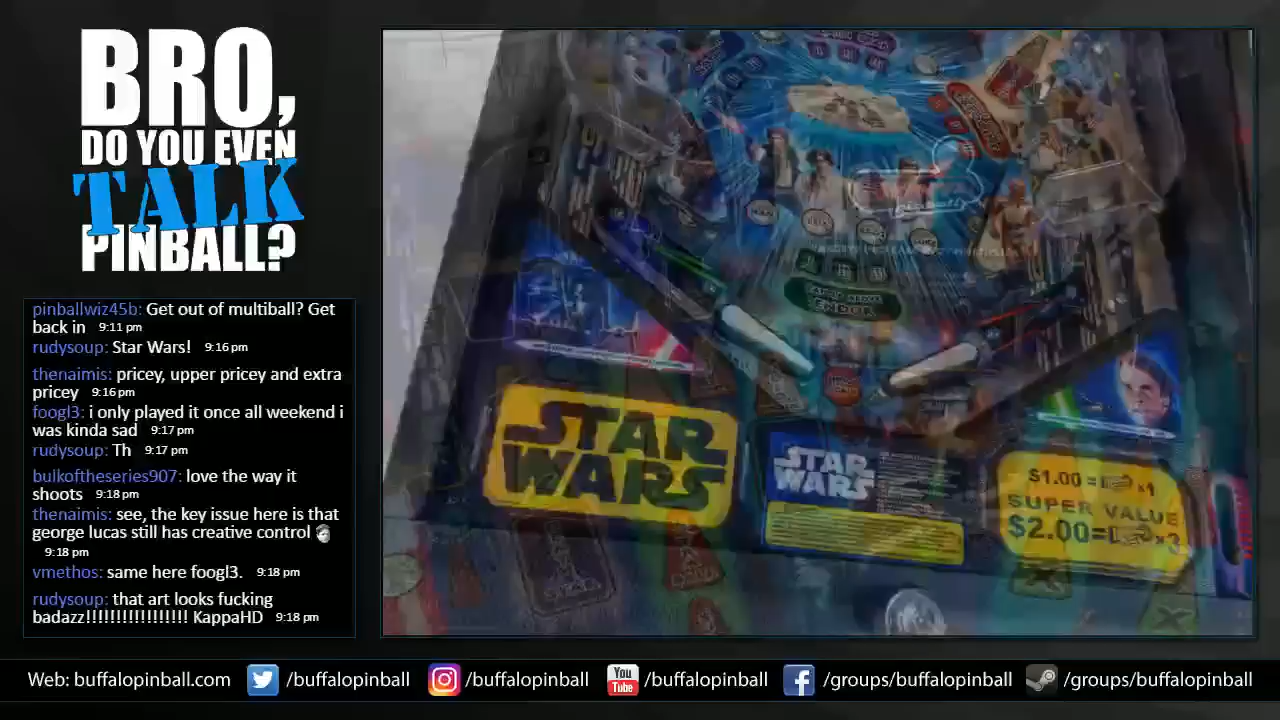 BRO,
DO YOU EVEN
TALK
PINBALL?
pinballwiz45b: Get out of multiball? Get
back in 9:11 pm
rudysoup: Star Wars! 9:16 pm
thenaimis: pricey, upper pricey and extra
pricey 9:16 pm
foogl3: i only played it once all weekend i
was kinda sad 9:17 pm
rudysoup: Th 9:17 pm
bulkoftheseries907: love the way it
shoots 9:18 pm
thenaimis: see, the key issue here is that
george lucas still has creative control
9:18 pm
vmethos: same here foogl3. 9:18 pm
rudysoup: that art looks fucking
badazz!!!!!!!!!!!!!!!!! KappaHD 9:18 pm
ENDOR
STAR
WARS
STAR
WARS
$1.00 = x1
SUPER VALUE
$2.00= x3
Web: buffalopinball.com /buffalopinball /buffalopinball You Tube /buffalopinball /groups/buffalopinball /groups/buffalopinball